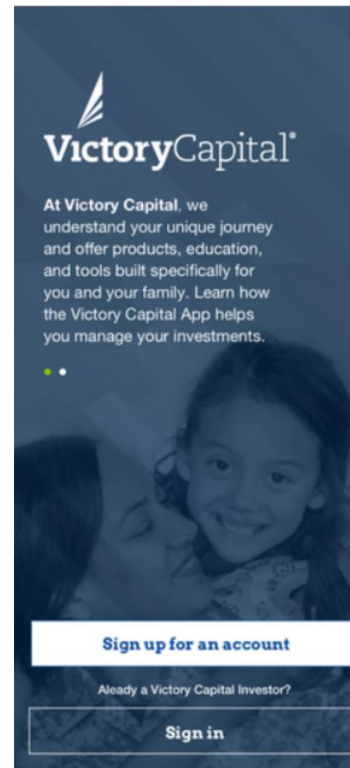 VictoryCapital®
At Victory Capital, we
understand your unique journey
and offer products, education,
and tools built specifically for
you and your family. Learn how
the Victory Capital App helps
you manage your investments.
Sign up for an account
Aleady a Victory Capital Investor?
Sign in